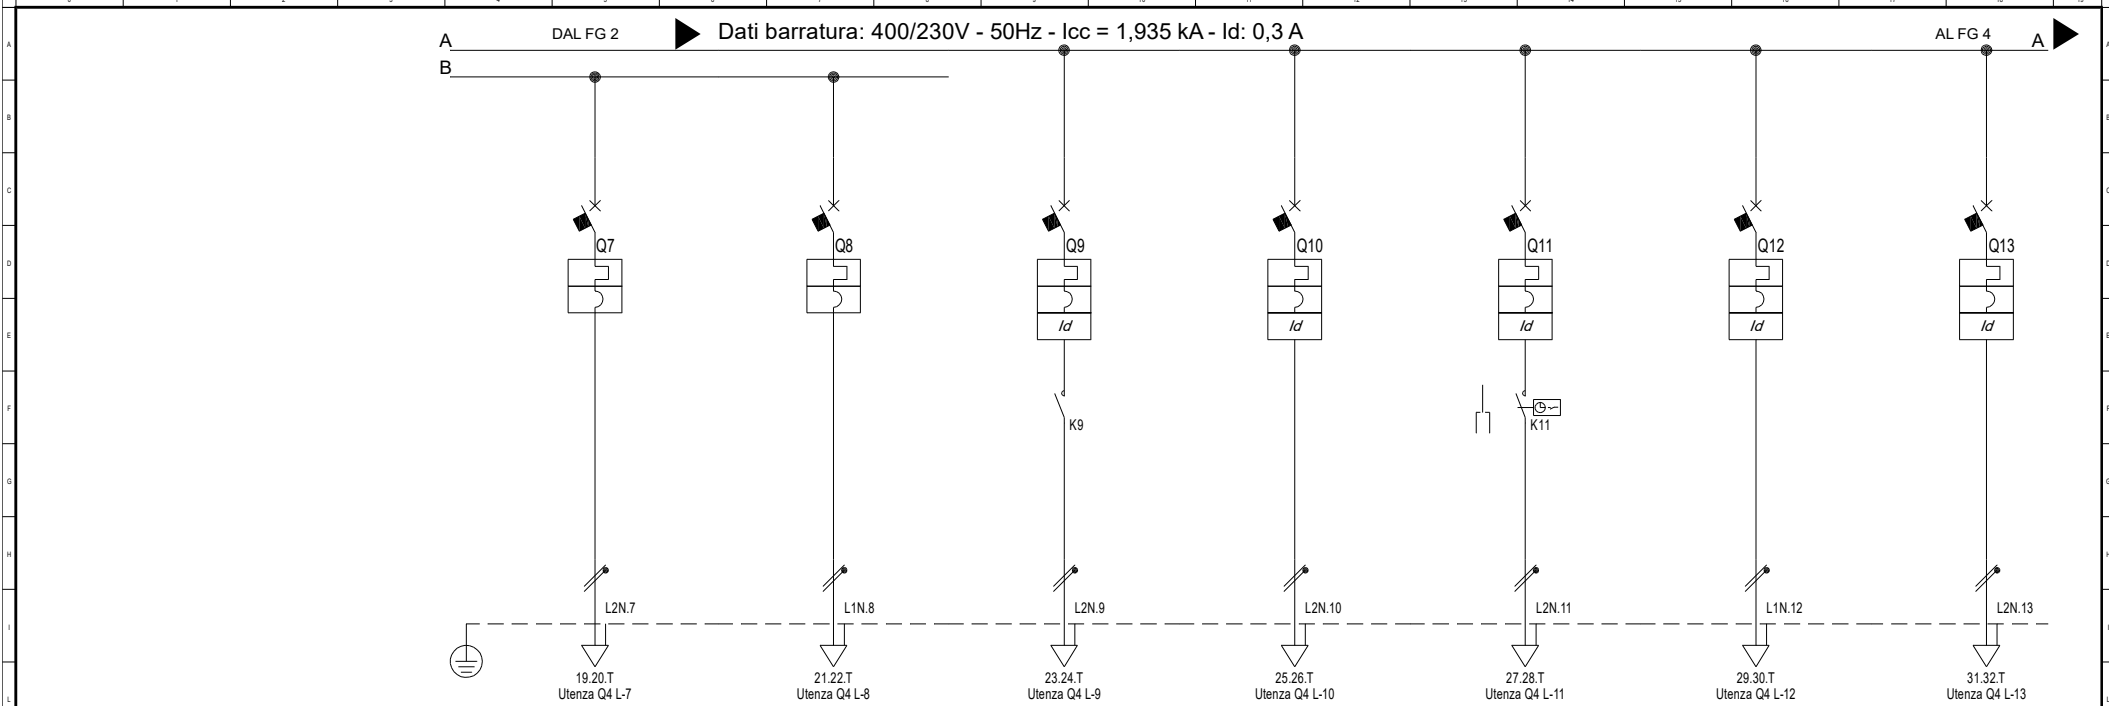 DAL FG 2 Dati barratura: 400/230V - 50Hz - Icc = 1,935 kA - Id: 0,3 A AL FG 4
A A
B
Q7 Q8 Q9 Q10 Q11 Q12 Q13
Id Id Id Id Id
K9 K11
L2N.7 L1N.8 L2N.9 L2N.10 L2N.11 L1N.12 L2N.13
19.20.T 21.22.T 23.24.T 25.26.T 27.28.T 29.30.T 31.32.T
Utenza Q4 L-7 Utenza Q4 L-8 Utenza Q4 L-9 Utenza Q4 L-10 Utenza Q4 L-11 Utenza Q4 L-12 Utenza Q4 L-13